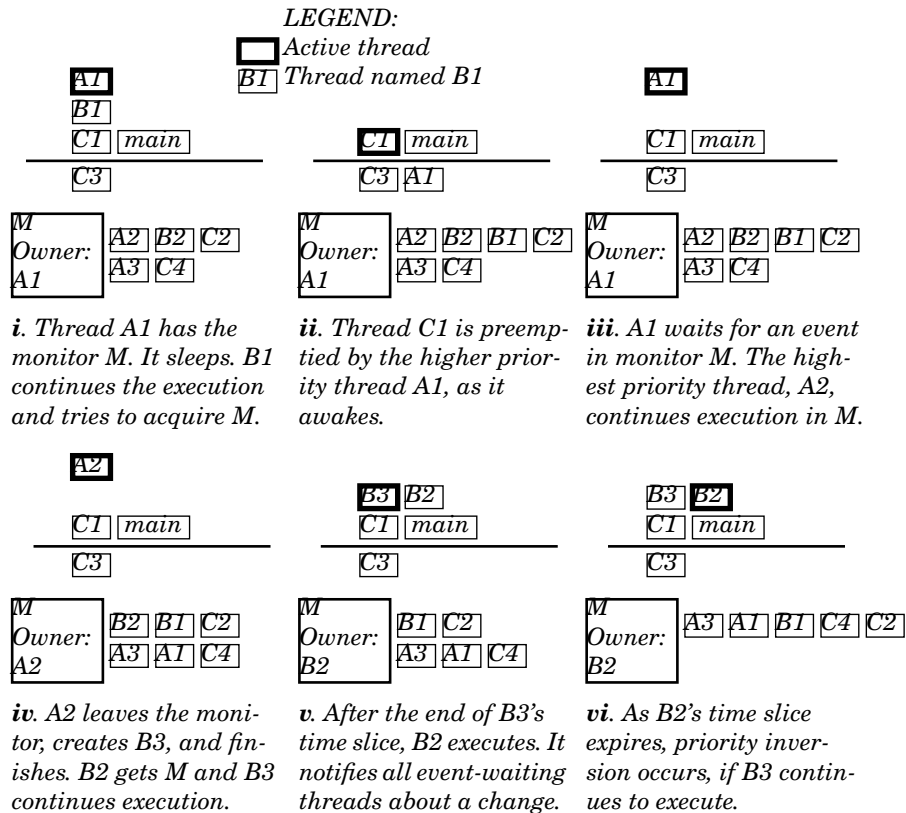 LEGEND:
Active thread
B1 Thread named B1
A1
B1
C1 main
C3
M
Owner:
A1
A2 B2 C2
A3 C4
i. Thread A1 has the
monitor M. It sleeps. B1
continues the execution
and tries to acquire M.
C1 main
C3 A1
M
Owner:
A1
A2 B2 B1 C2
A3 C4
ii. Thread C1 is preemp-
tied by the higher prior-
ity thread A1, as it
awakes.
A1
C1 main
C3
M
Owner:
A1
A2 B2 B1 C2
A3 C4
iii. A1 waits for an event
in monitor M. The high-
est priority thread, A2,
continues execution in M.
A2
C1 main
C3
M
Owner:
A2
B2 B1 C2
A3 A1 C4
iv. A2 leaves the moni-
tor, creates B3, and fin-
ishes. B2 gets M and B3
continues execution.
B3 B2
C1 main
C3
M
Owner:
B2
B1 C2
A3 A1 C4
v. After the end of B3's
time slice, B2 executes. It
notifies all event-waiting
threads about a change.
B3 B2
C1 main
C3
M
Owner:
B2
A3 A1 B1 C4 C2
vi. As B2's time slice
expires, priority inver-
sion occurs, if B3 contin-
ues to execute.